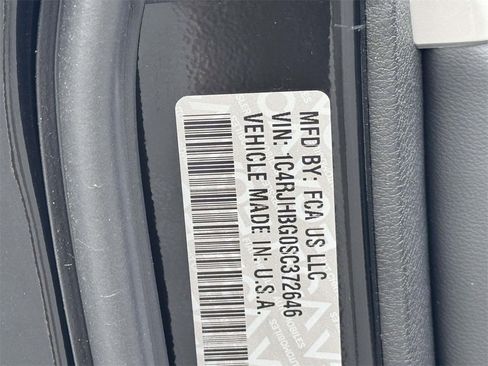 MFD BY: FCA US LLC
VIN: 1C4RJHBG0SC372646
VEHICLE MADE IN: U.S.A.